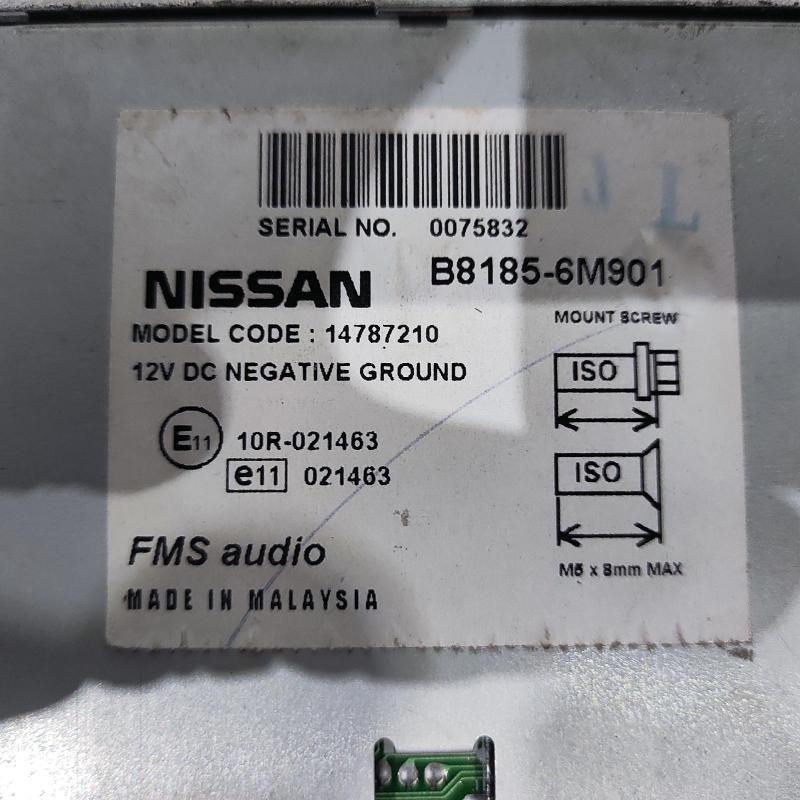 SERIAL NO. 0075832
NISSAN B8185-6M901
MODEL CODE : 14787210
12V DC NEGATIVE GROUND
MOUNT SCREW
ISO
E11 10R-021463
e11 021463
ISO
FMS audio
M5 x 8mm MAX
MADE IN MALAYSIA